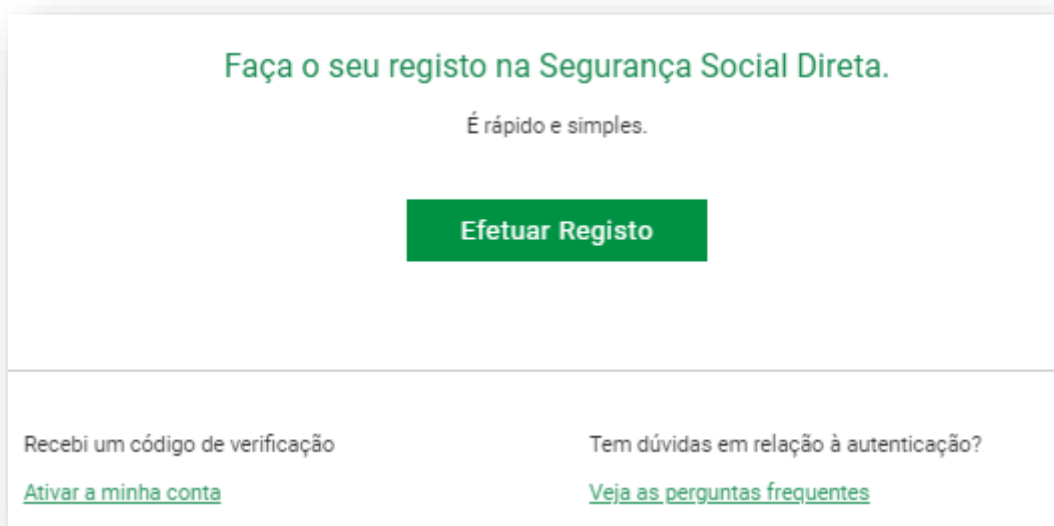 Faça o seu registo na Segurança Social Direta.
É rápido e simples.
Efetuar Registo
Recebi um código de verificação
Ativar a minha conta
Tem dúvidas em relação à autenticação?
Veja as perguntas frequentes